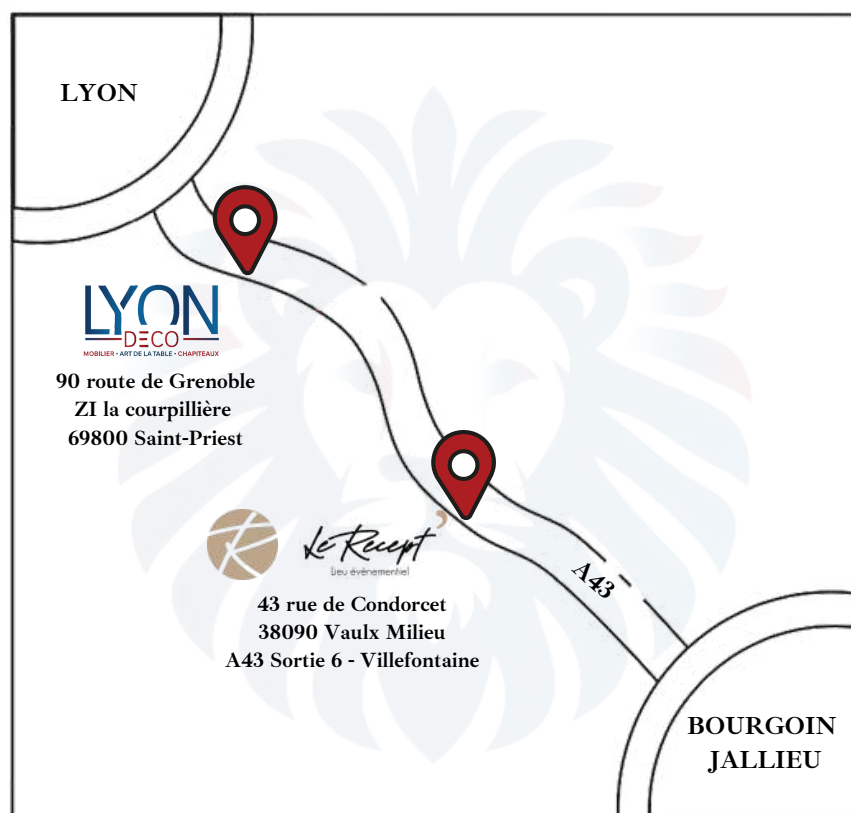 LYON
LYON
DECO
MOBILIER • ART DE LA TABLE • CHAPITEAUX
90 route de Grenoble
ZI la courpillière
69800 Saint-Priest
Le Recept'
Lieu évènementiel
43 rue de Condorcet
38090 Vaulx Milieu
A43 Sortie 6 - Villefontaine
A43
BOURGOIN
JALLIEU